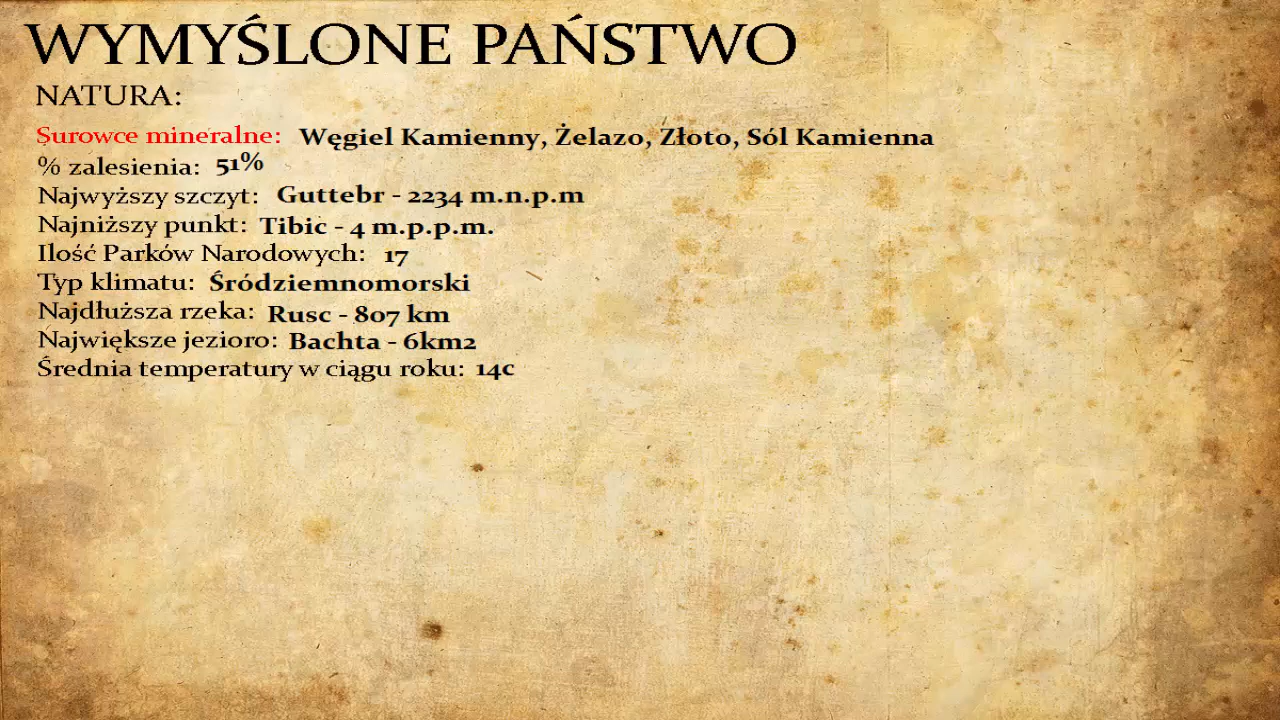 WYMYŚLONE PAŃSTWO
NATURA:
Surowce mineralne: Węgiel Kamienny, Żelazo, Złoto, Sól Kamienna
% zalesienia: 51%
Najwyższy szczyt: Guttebr - 2234 m.n.p.m
Najniższy punkt: Tibic - 4 m.p.p.m.
Ilość Parków Narodowych: 17
Typ klimatu: Śródziemnomorski
Najdłuższa rzeka: Rusc - 807 km
Największe jezioro: Bachta - 6km2
Średnia temperatury w ciągu roku: 14c